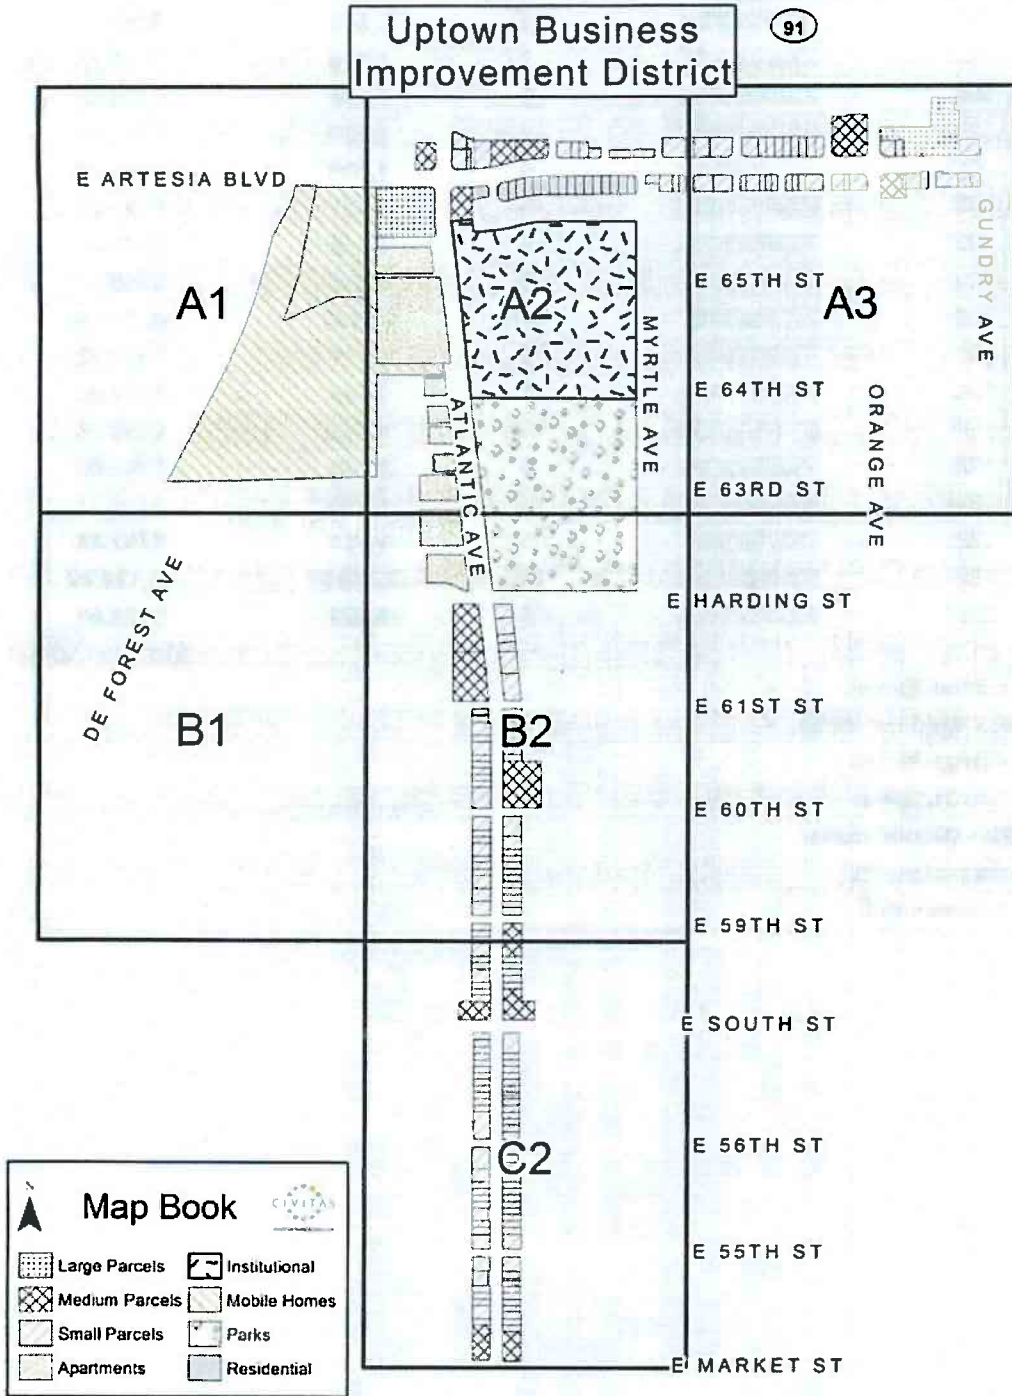 Uptown Business
Improvement District
91
E ARTESIA BLVD
GUNDRY AVE
A1
A2
A3
E 65TH ST
MYRTLE AVE
E 64TH ST
ORANGE AVE
ATLANTIC AVE
E 63RD ST
E HARDING ST
DE FOREST AVE
B1
B2
E 61ST ST
E 60TH ST
E 59TH ST
E SOUTH ST
E 56TH ST
C2
E 55TH ST
E MARKET ST
N
Map Book
CIVITAS
Large Parcels
Institutional
Medium Parcels
Mobile Homes
Small Parcels
Parks
Apartments
Residential